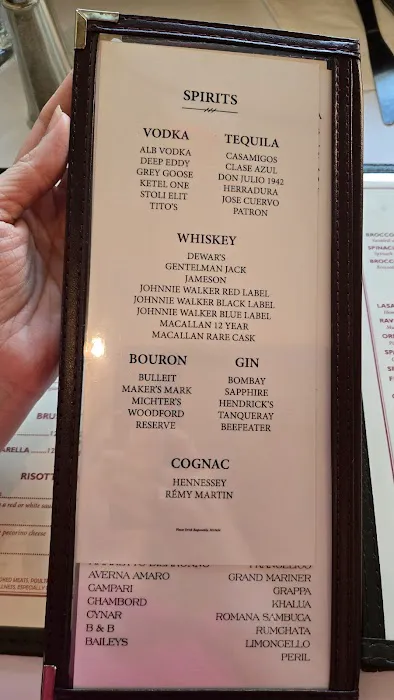 SPIRITS
VODKA
ALB VODKA
DEEP EDDY
GREY GOOSE
KETEL ONE
STOLI ELIT
TITO'S
TEQUILA
CASAMIGOS
CLASE AZUL
DON JULIO 1942
HERRADURA
JOSE CUERVO
PATRON
WHISKEY
DEWAR'S
GENTELMAN JACK
JAMESON
JOHNNIE WALKER RED LABEL
JOHNNIE WALKER BLACK LABEL
JOHNNIE WALKER BLUE LABEL
MACALLAN 12 YEAR
MACALLAN RARE CASK
BOURON
BULLEIT
MAKER'S MARK
MICHTER'S
WOODFORD
RESERVE
GIN
BOMBAY
SAPPHIRE
HENDRICK'S
TANQUERAY
BEEFEATER
COGNAC
HENNESSEY
RÉMY MARTIN
AVERNA AMARO
CAMPARI
CHAMBORD
CYNAR
B & B
BAILEYS
FRANGELICO
GRAND MARINER
GRAPPA
KHALUA
ROMANA SAMBUGA
RUMCHATA
LIMONCELLO
PERIL
RISOTT
pecorino cheese